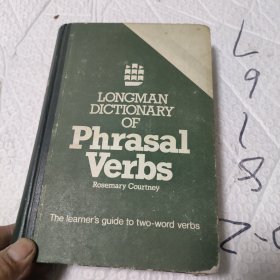 LONGMAN
DICTIONARY
OF
Phrasal
Verbs
Rosemary Courtney
The learner's guide to two-word verbs